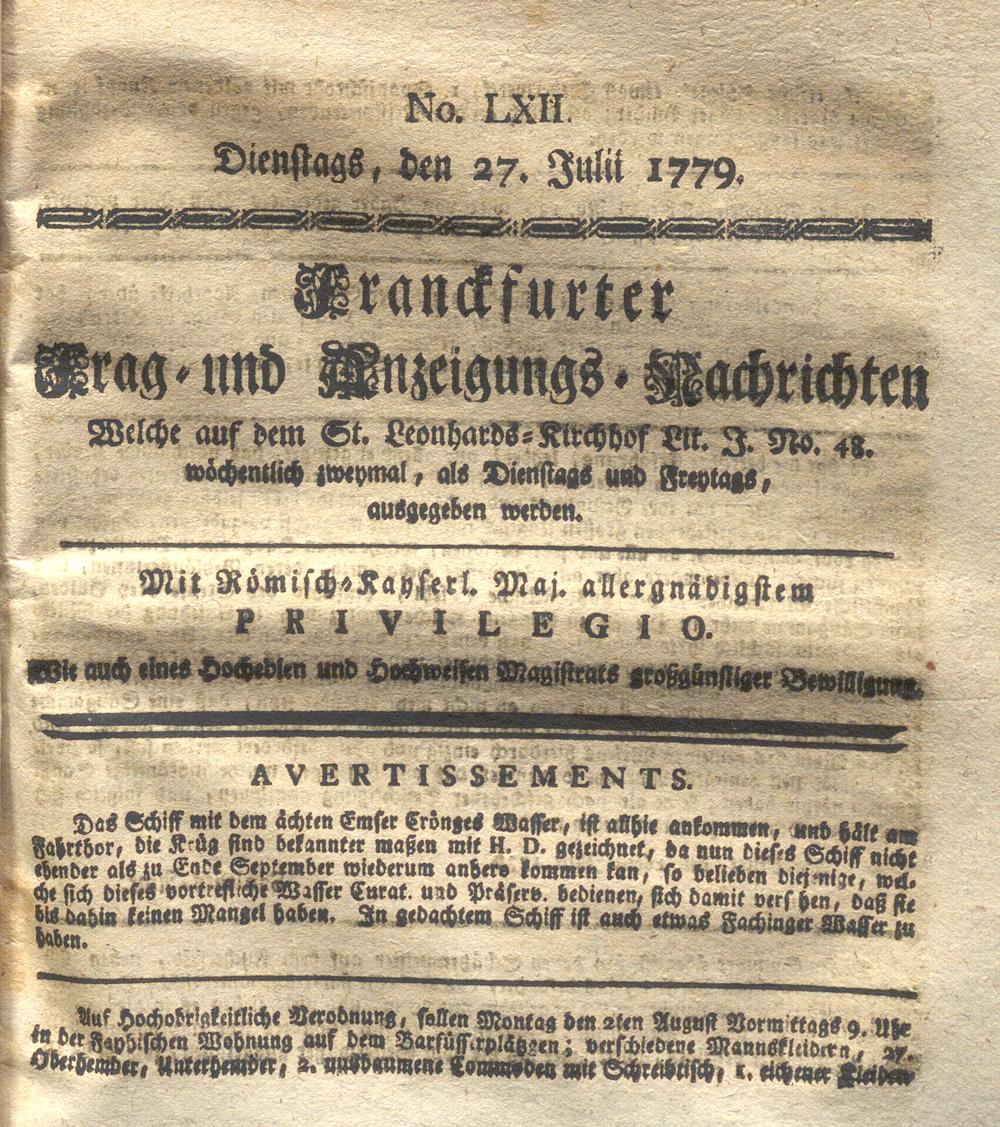 No. LXII.
Dienstags, den 27. Julii 1779.
Franckfurter
Frag- und Anzeigungs-Nachrichten
Welche auf dem St. Leonhards-Kirchhof Lit. J. No. 48.
wöchentlich zweymal, als Dienstags und Freytags,
ausgegeben werden.
Mit Römisch-Kayserl. Maj. allergnädigstem
PRIVILEGIO.
Wie auch eines Hochedlen und Hochweisen Magistrats großgünstiger Bewilligung.
AVERTISSEMENTS.
Das Schiff mit dem ächten Emser Crönges Wasser, ist allhie ankommen, und hält am
Fahrthor, die Krüg sind bekannter maßen mit H. D. gezeichnet, da nun dieses Schiff nicht
ehender als zu Ende September wiederum anhero kommen kan, so belieben diejenige, wel-
che sich dieses vortrefliche Wasser Curat. und Präserv. bedienen, sich damit versehen, daß sie
bis dahin keinen Mangel haben. In gedachtem Schiff ist auch etwas Fachinger Wasser zu
haben.
Auf Hochobrigkeitliche Verodnung, sollen Montag den 2ten August Vormittags 9. Uhr
in der Fayhischen Wohnung auf dem Barfüsserplätzgen; verschiedene Mannskleidern, 27.
Oberhemder, Unterhemder, 2. nusbaumene Commoden mit Schreibtisch, 1. eichener Kleider-